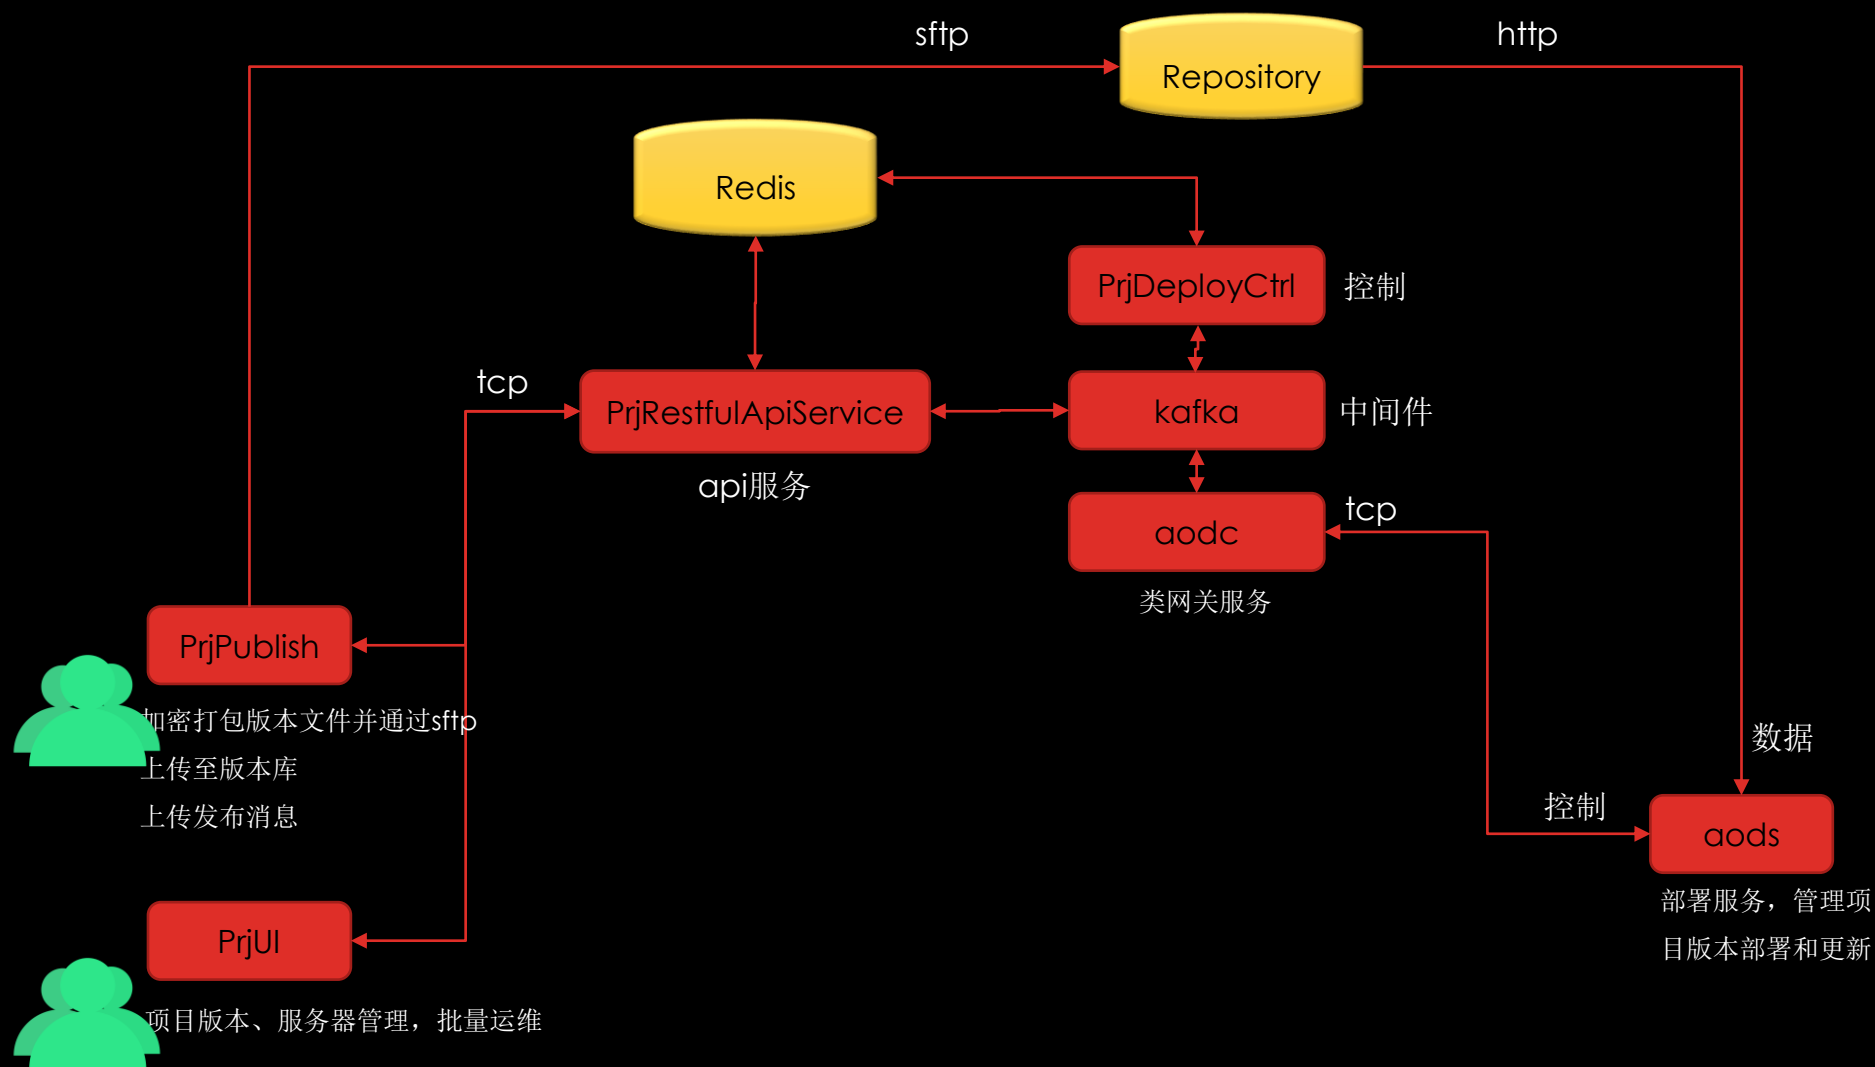 sftp
Repository
http
Redis
PrjDeployCtrl
控制
tcp
PrjRestfulApiService
kafka
中间件
api服务
aodc
tcp
类网关服务
PrjPublish
加密打包版本文件并通过sftp
上传至版本库
上传发布消息
数据
控制
aods
部署服务，管理项
目版本部署和更新
PrjUI
项目版本、服务器管理，批量运维